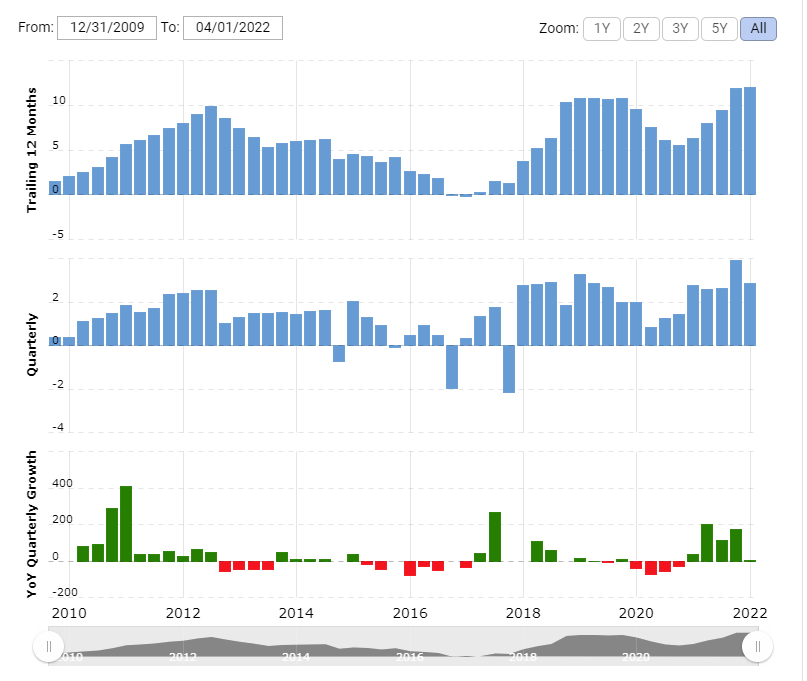 From: 12/31/2009 To: 04/01/2022 Zoom: 1Y 2Y 3Y 5Y All
Trailing 12 Months
10
5
0
-5
Quarterly
2
0
-2
-4
YoY Quarterly Growth
400
200
0
-200
2010 2012 2014 2016 2018 2020 2022
2010 2012 2014 2016 2018 2020